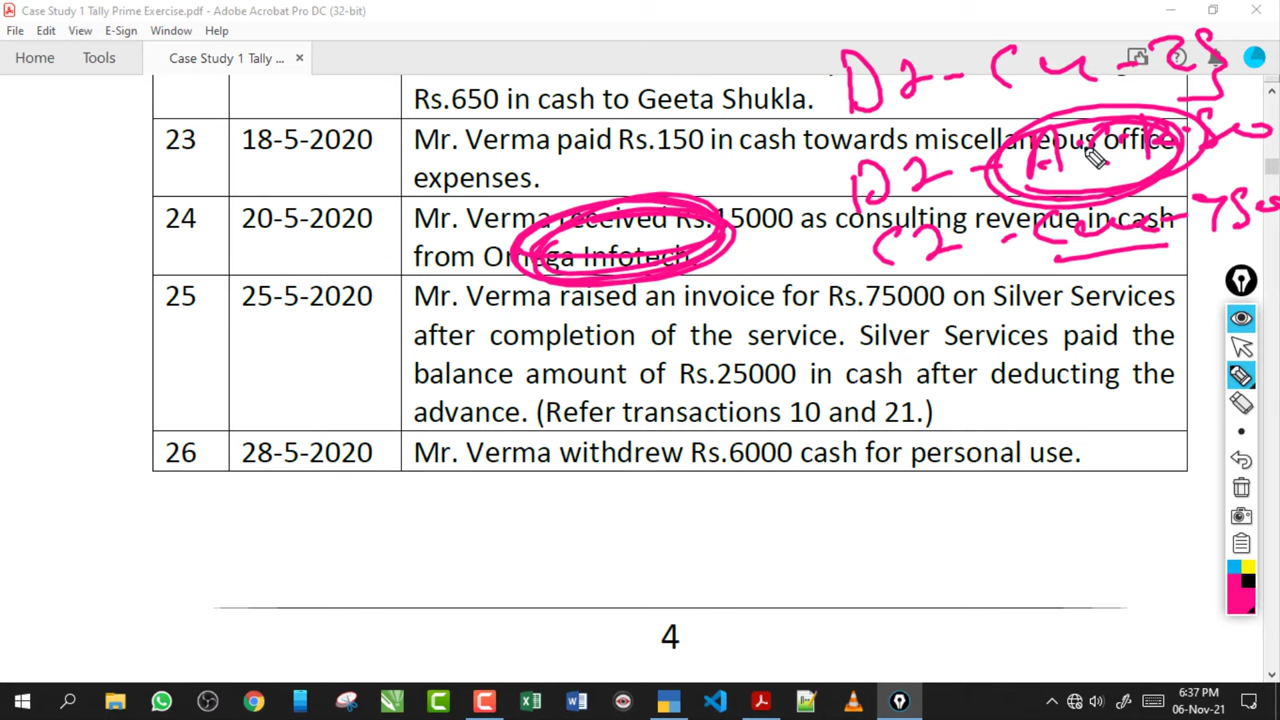 Case Study 1 Tally Prime Exercise.pdf - Adobe Acrobat Pro DC (32-bit)
File Edit View E-Sign Window Help
Home Tools Case Study 1 Tally ... ×
Rs.650 in cash to Geeta Shukla.
23 18-5-2020 Mr. Verma paid Rs.150 in cash towards miscellaneous office
expenses.
24 20-5-2020 Mr. Verma received Rs.15000 as consulting revenue in cash
from Omega Infotech.
25 25-5-2020 Mr. Verma raised an invoice for Rs.75000 on Silver Services
after completion of the service. Silver Services paid the
balance amount of Rs.25000 in cash after deducting the
advance. (Refer transactions 10 and 21.)
26 28-5-2020 Mr. Verma withdrew Rs.6000 cash for personal use.
4
6:37 PM
06-Nov-21